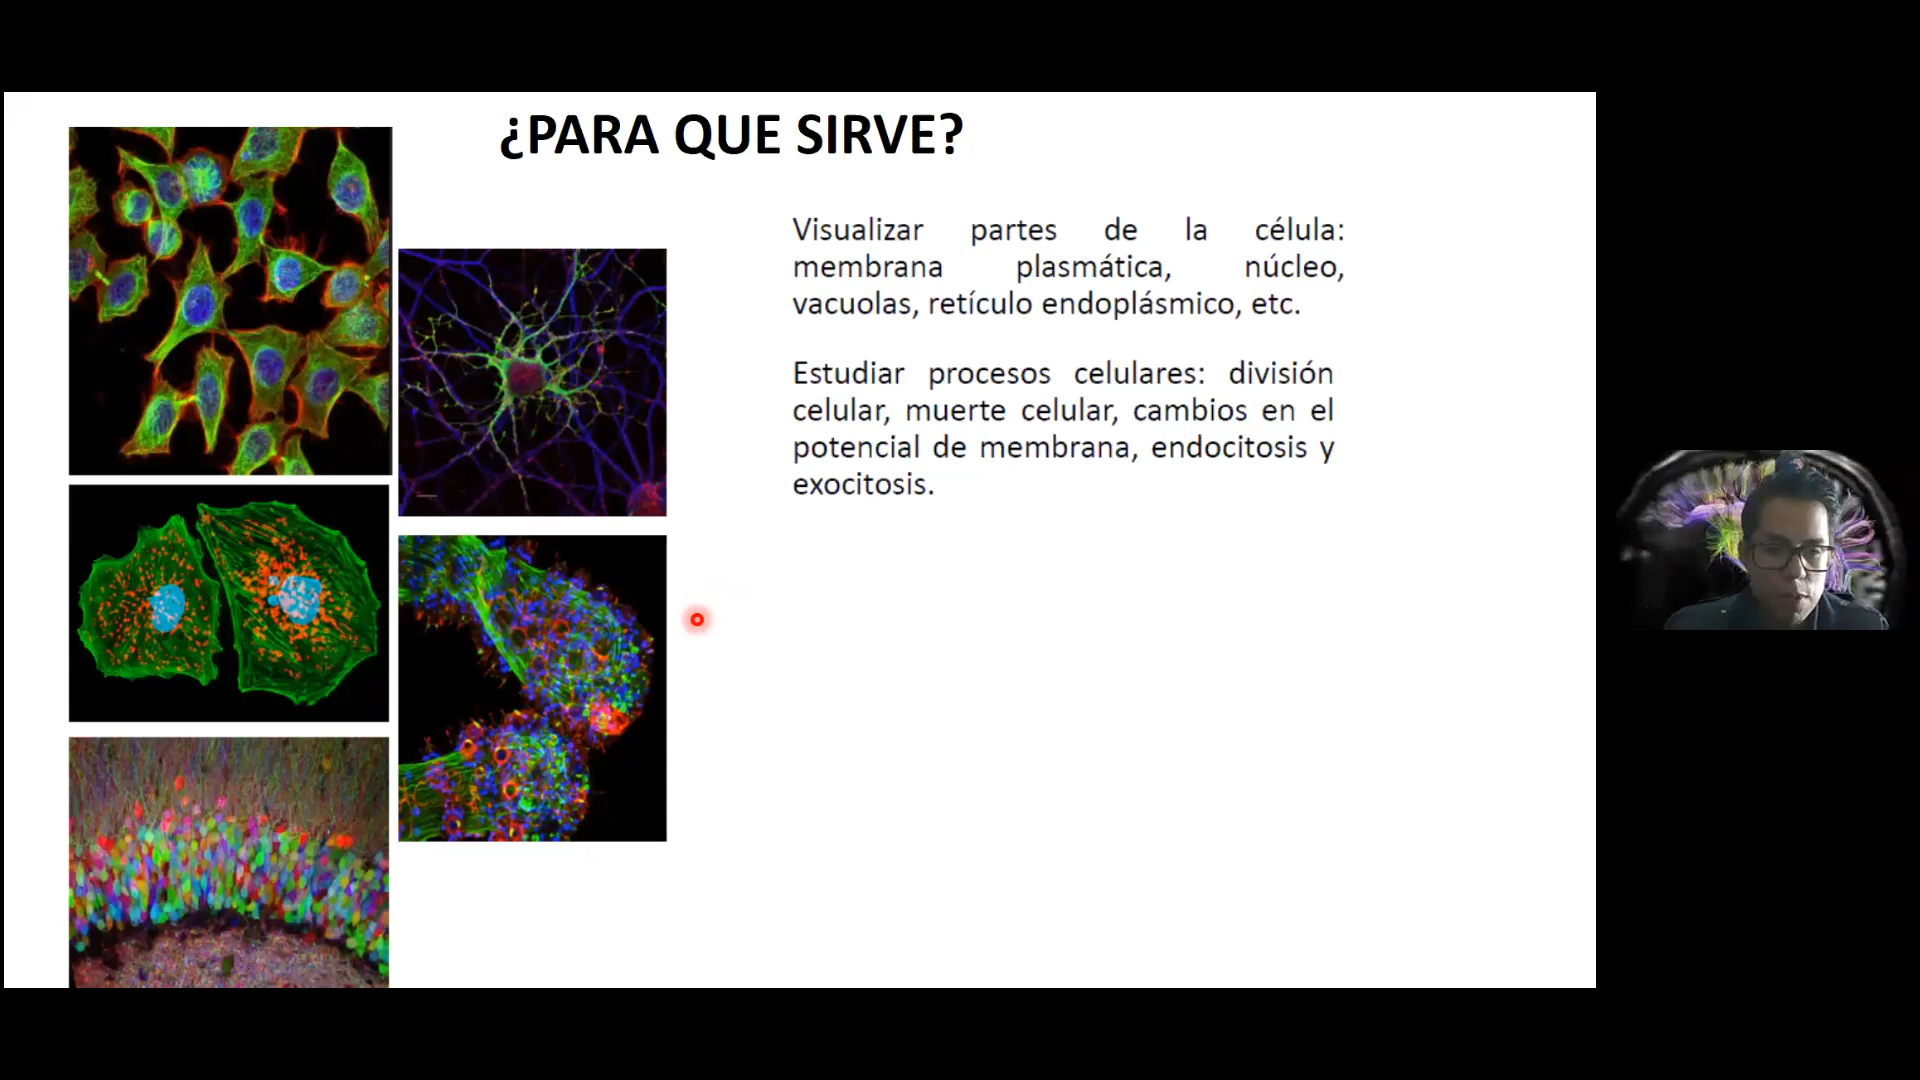 ¿PARA QUE SIRVE?
Visualizar partes de la célula:
membrana plasmática, núcleo,
vacuolas, retículo endoplásmico, etc.
Estudiar procesos celulares: división
celular, muerte celular, cambios en el
potencial de membrana, endocitosis y
exocitosis.